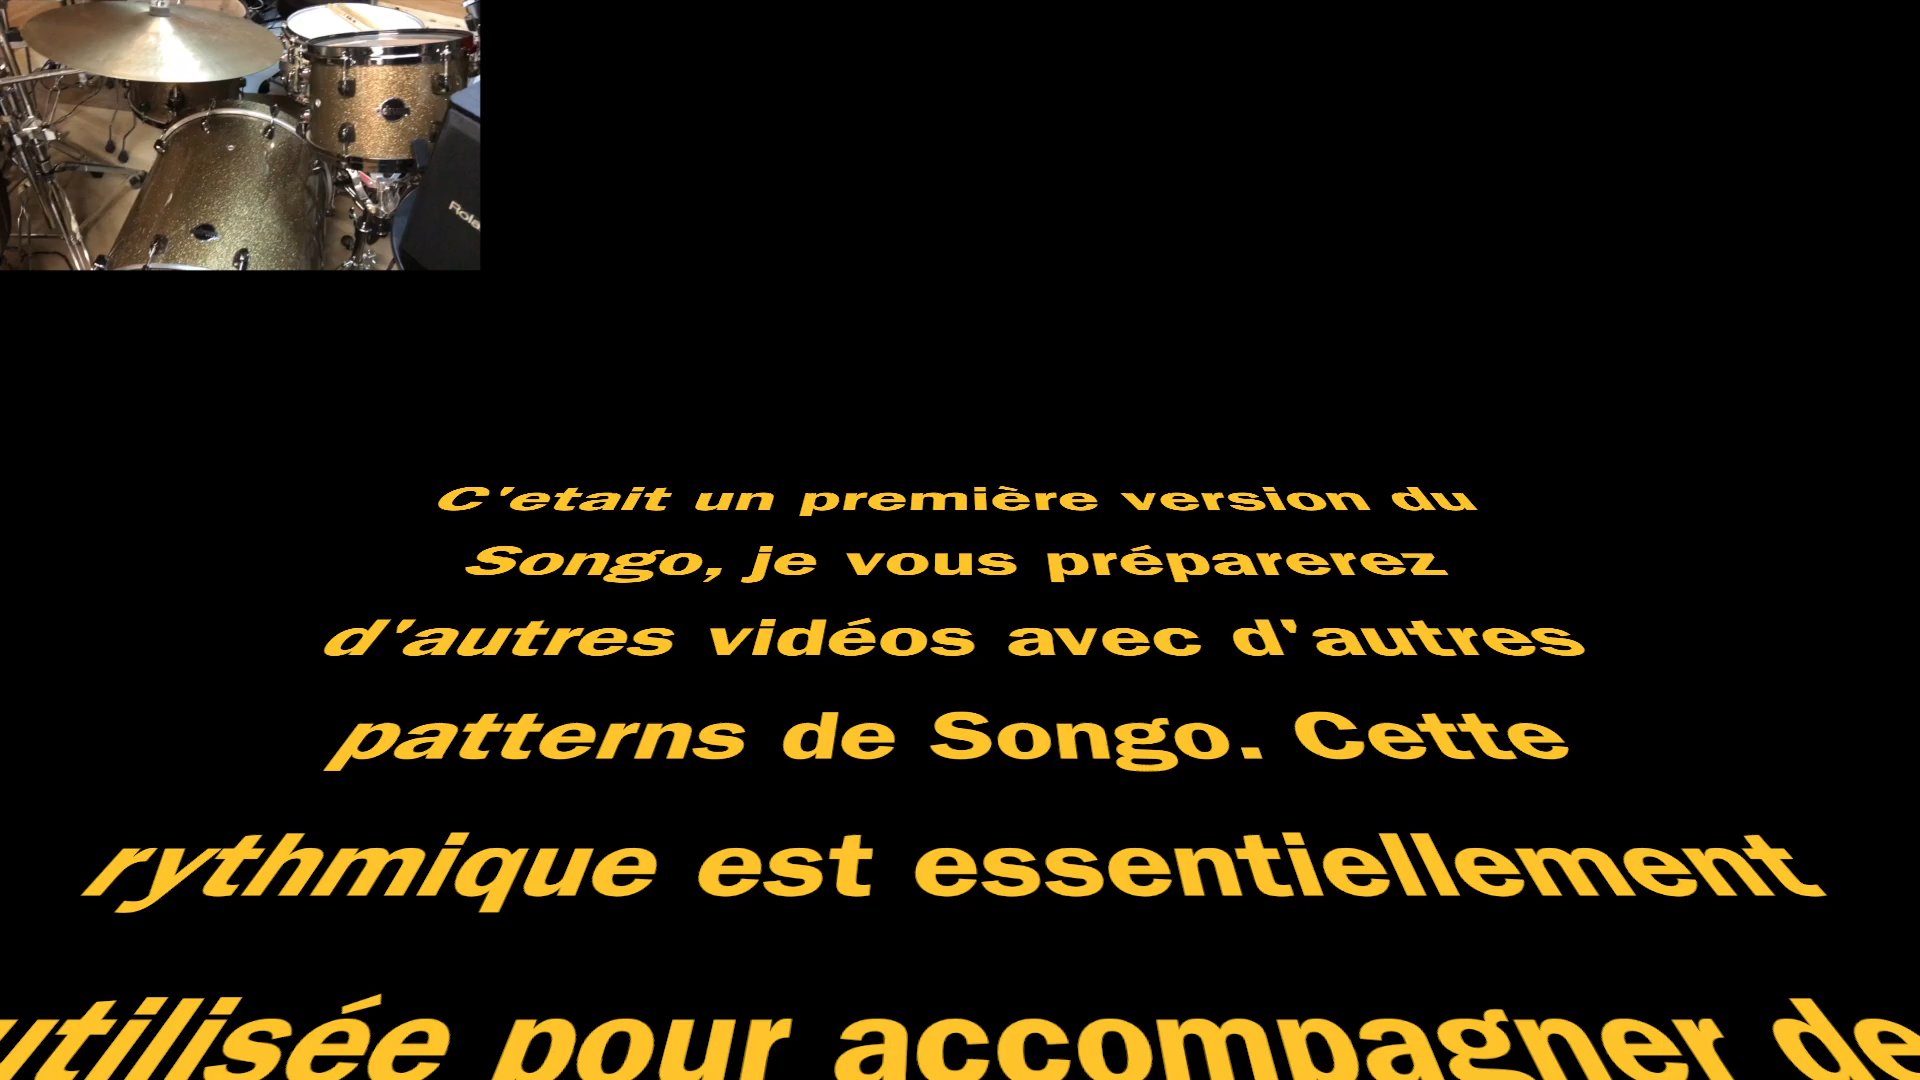 C'etait un première version du
Songo, je vous préparerez
d'autres vidéos avec d'autres
patterns de Songo. Cette
rythmique est essentiellement
utilisée pour accompagner de